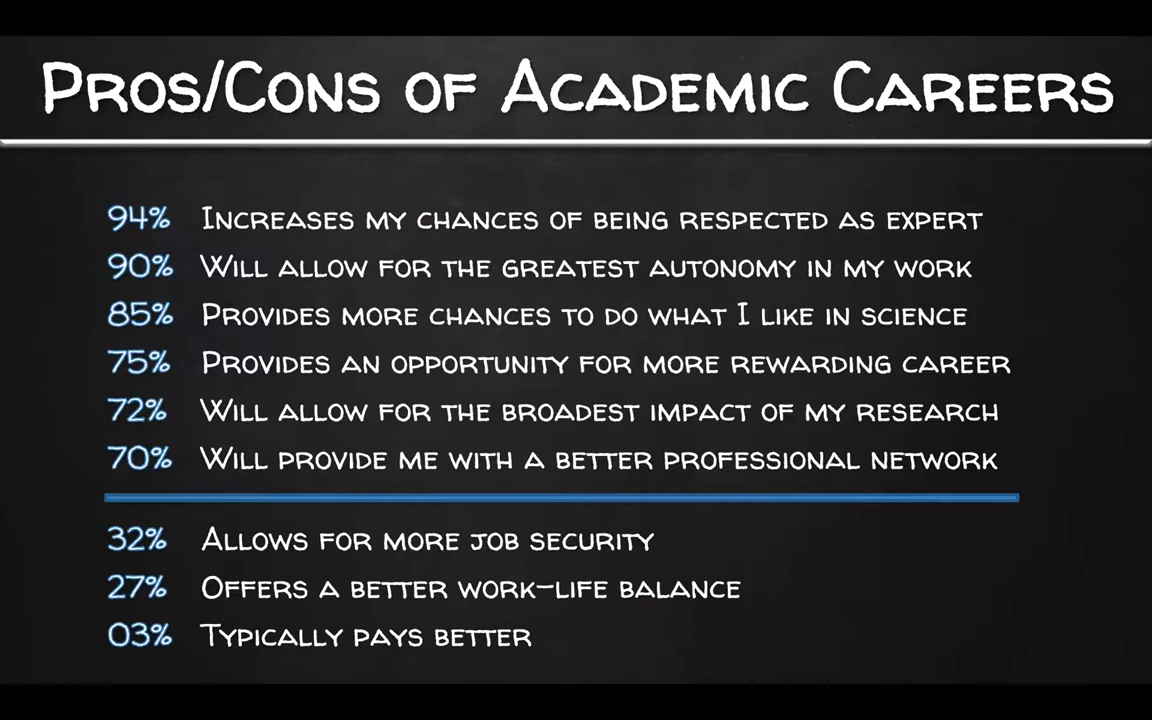 Pros/Cons of Academic Careers
94% Increases my chances of being respected as expert
90% Will allow for the greatest autonomy in my work
85% Provides more chances to do what I like in science
75% Provides an opportunity for more rewarding career
72% Will allow for the broadest impact of my research
70% Will provide me with a better professional network
32% Allows for more job security
27% Offers a better work-life balance
03% Typically pays better